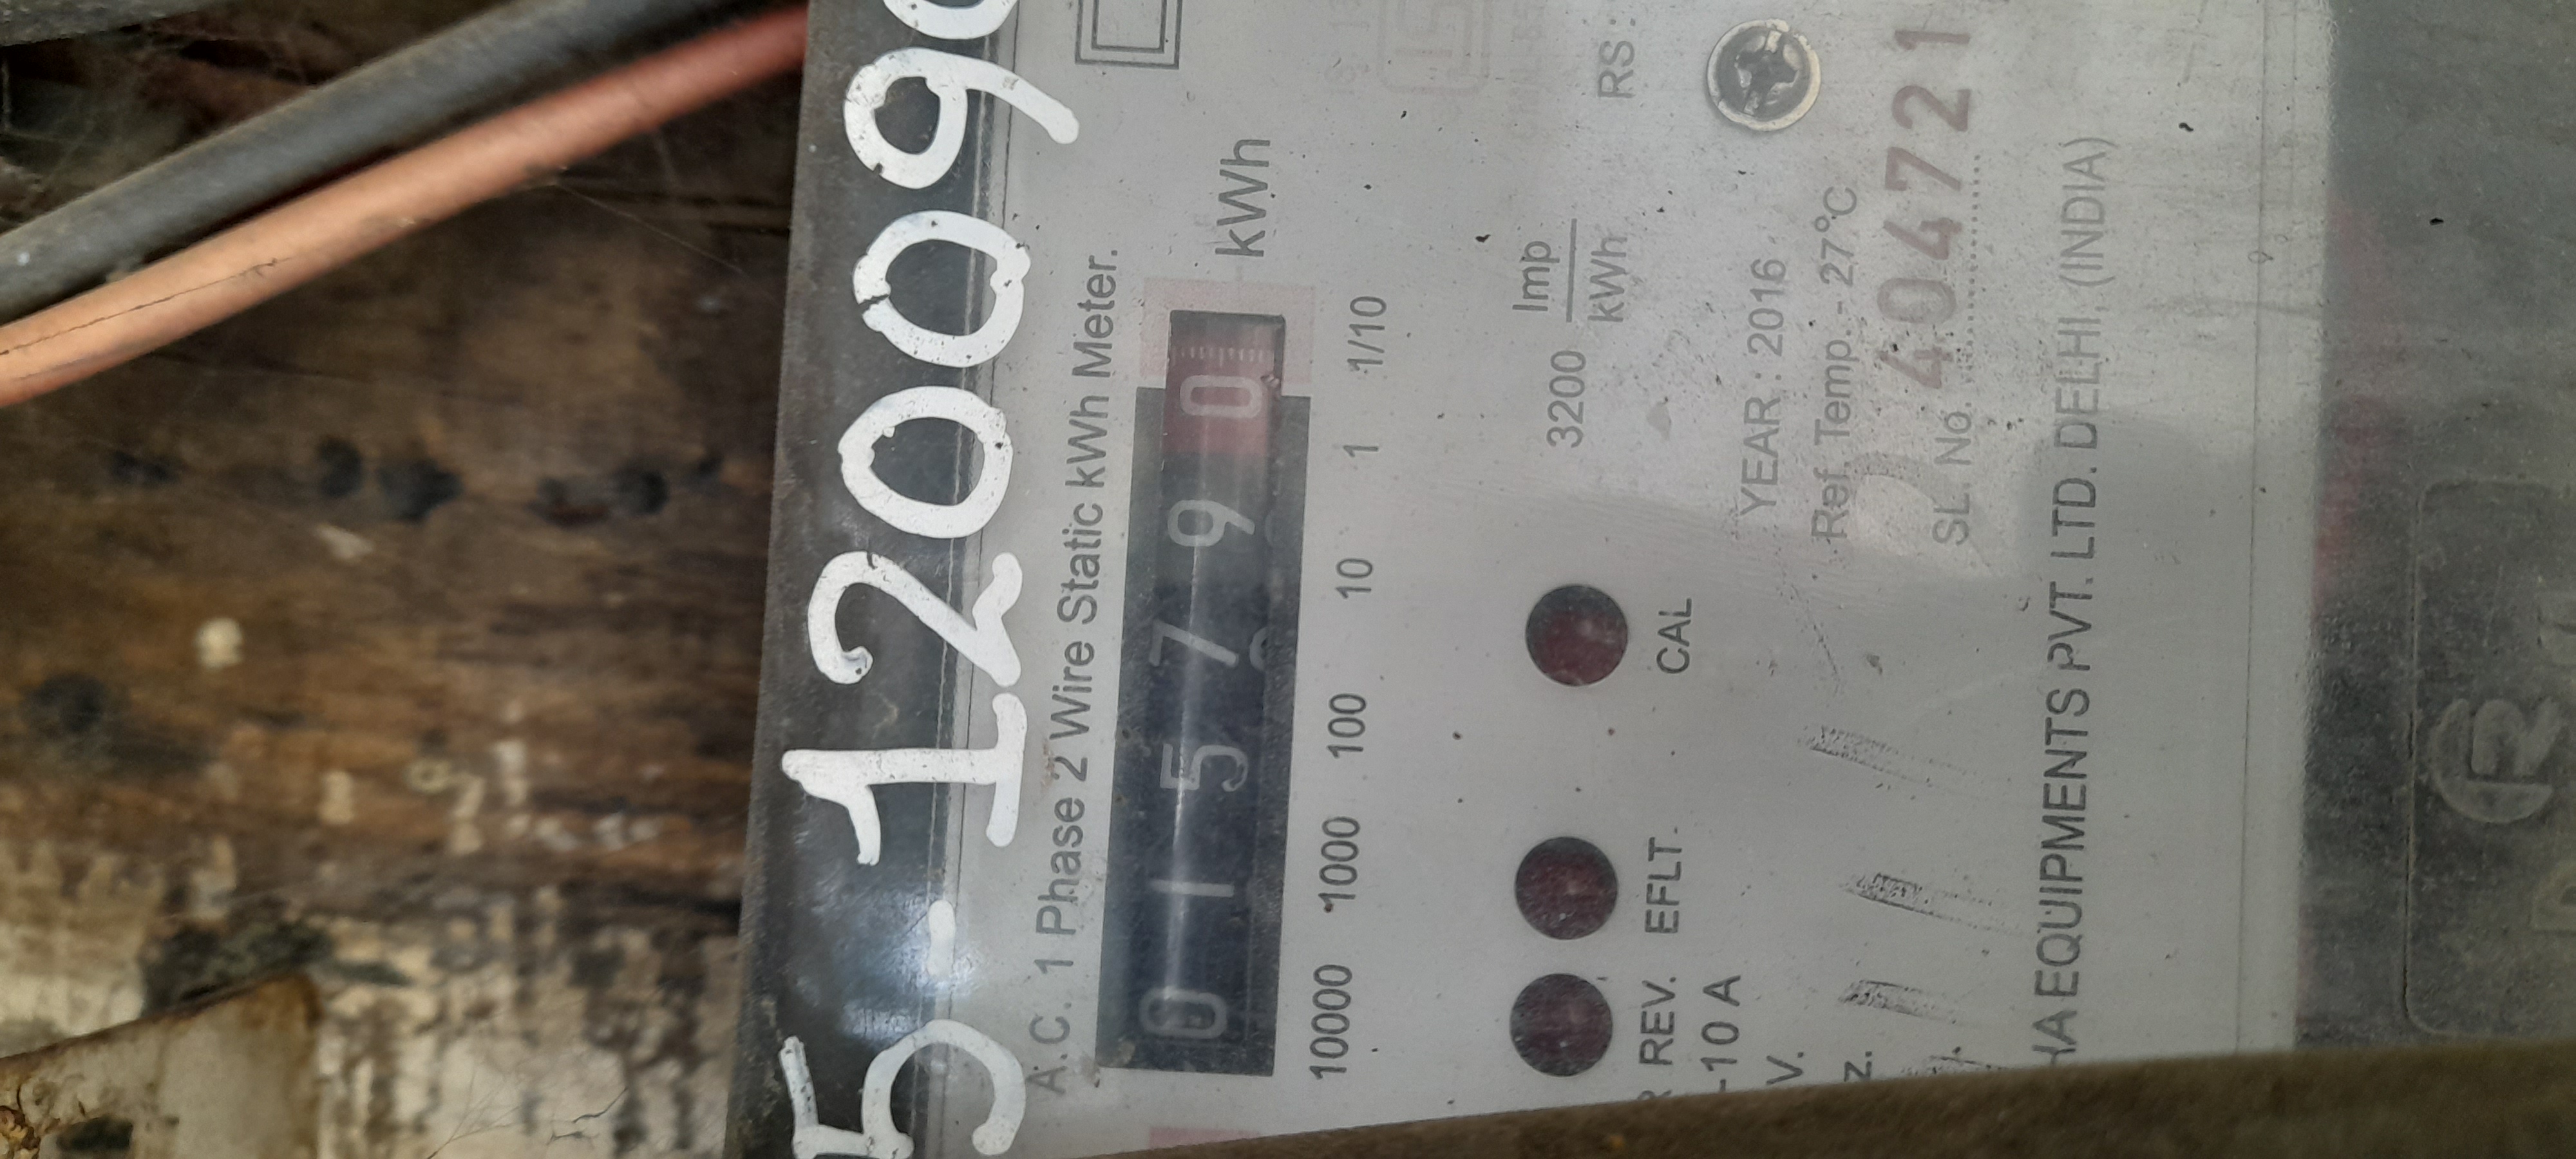 5-12009
A.C. 1 Phase 2 Wire Static kWh Meter.
0 1 5 7 9 0 kWh
10000 1000 100 10 1 1/10
3200 Imp
kWh
RS :
REV. EFLT. CAL
-10 A
V.
z.
YEAR : 2016
Ref. Temp. - 27°C
SL. No. 404721
HA EQUIPMENTS PVT. LTD. DELHI, (INDIA)